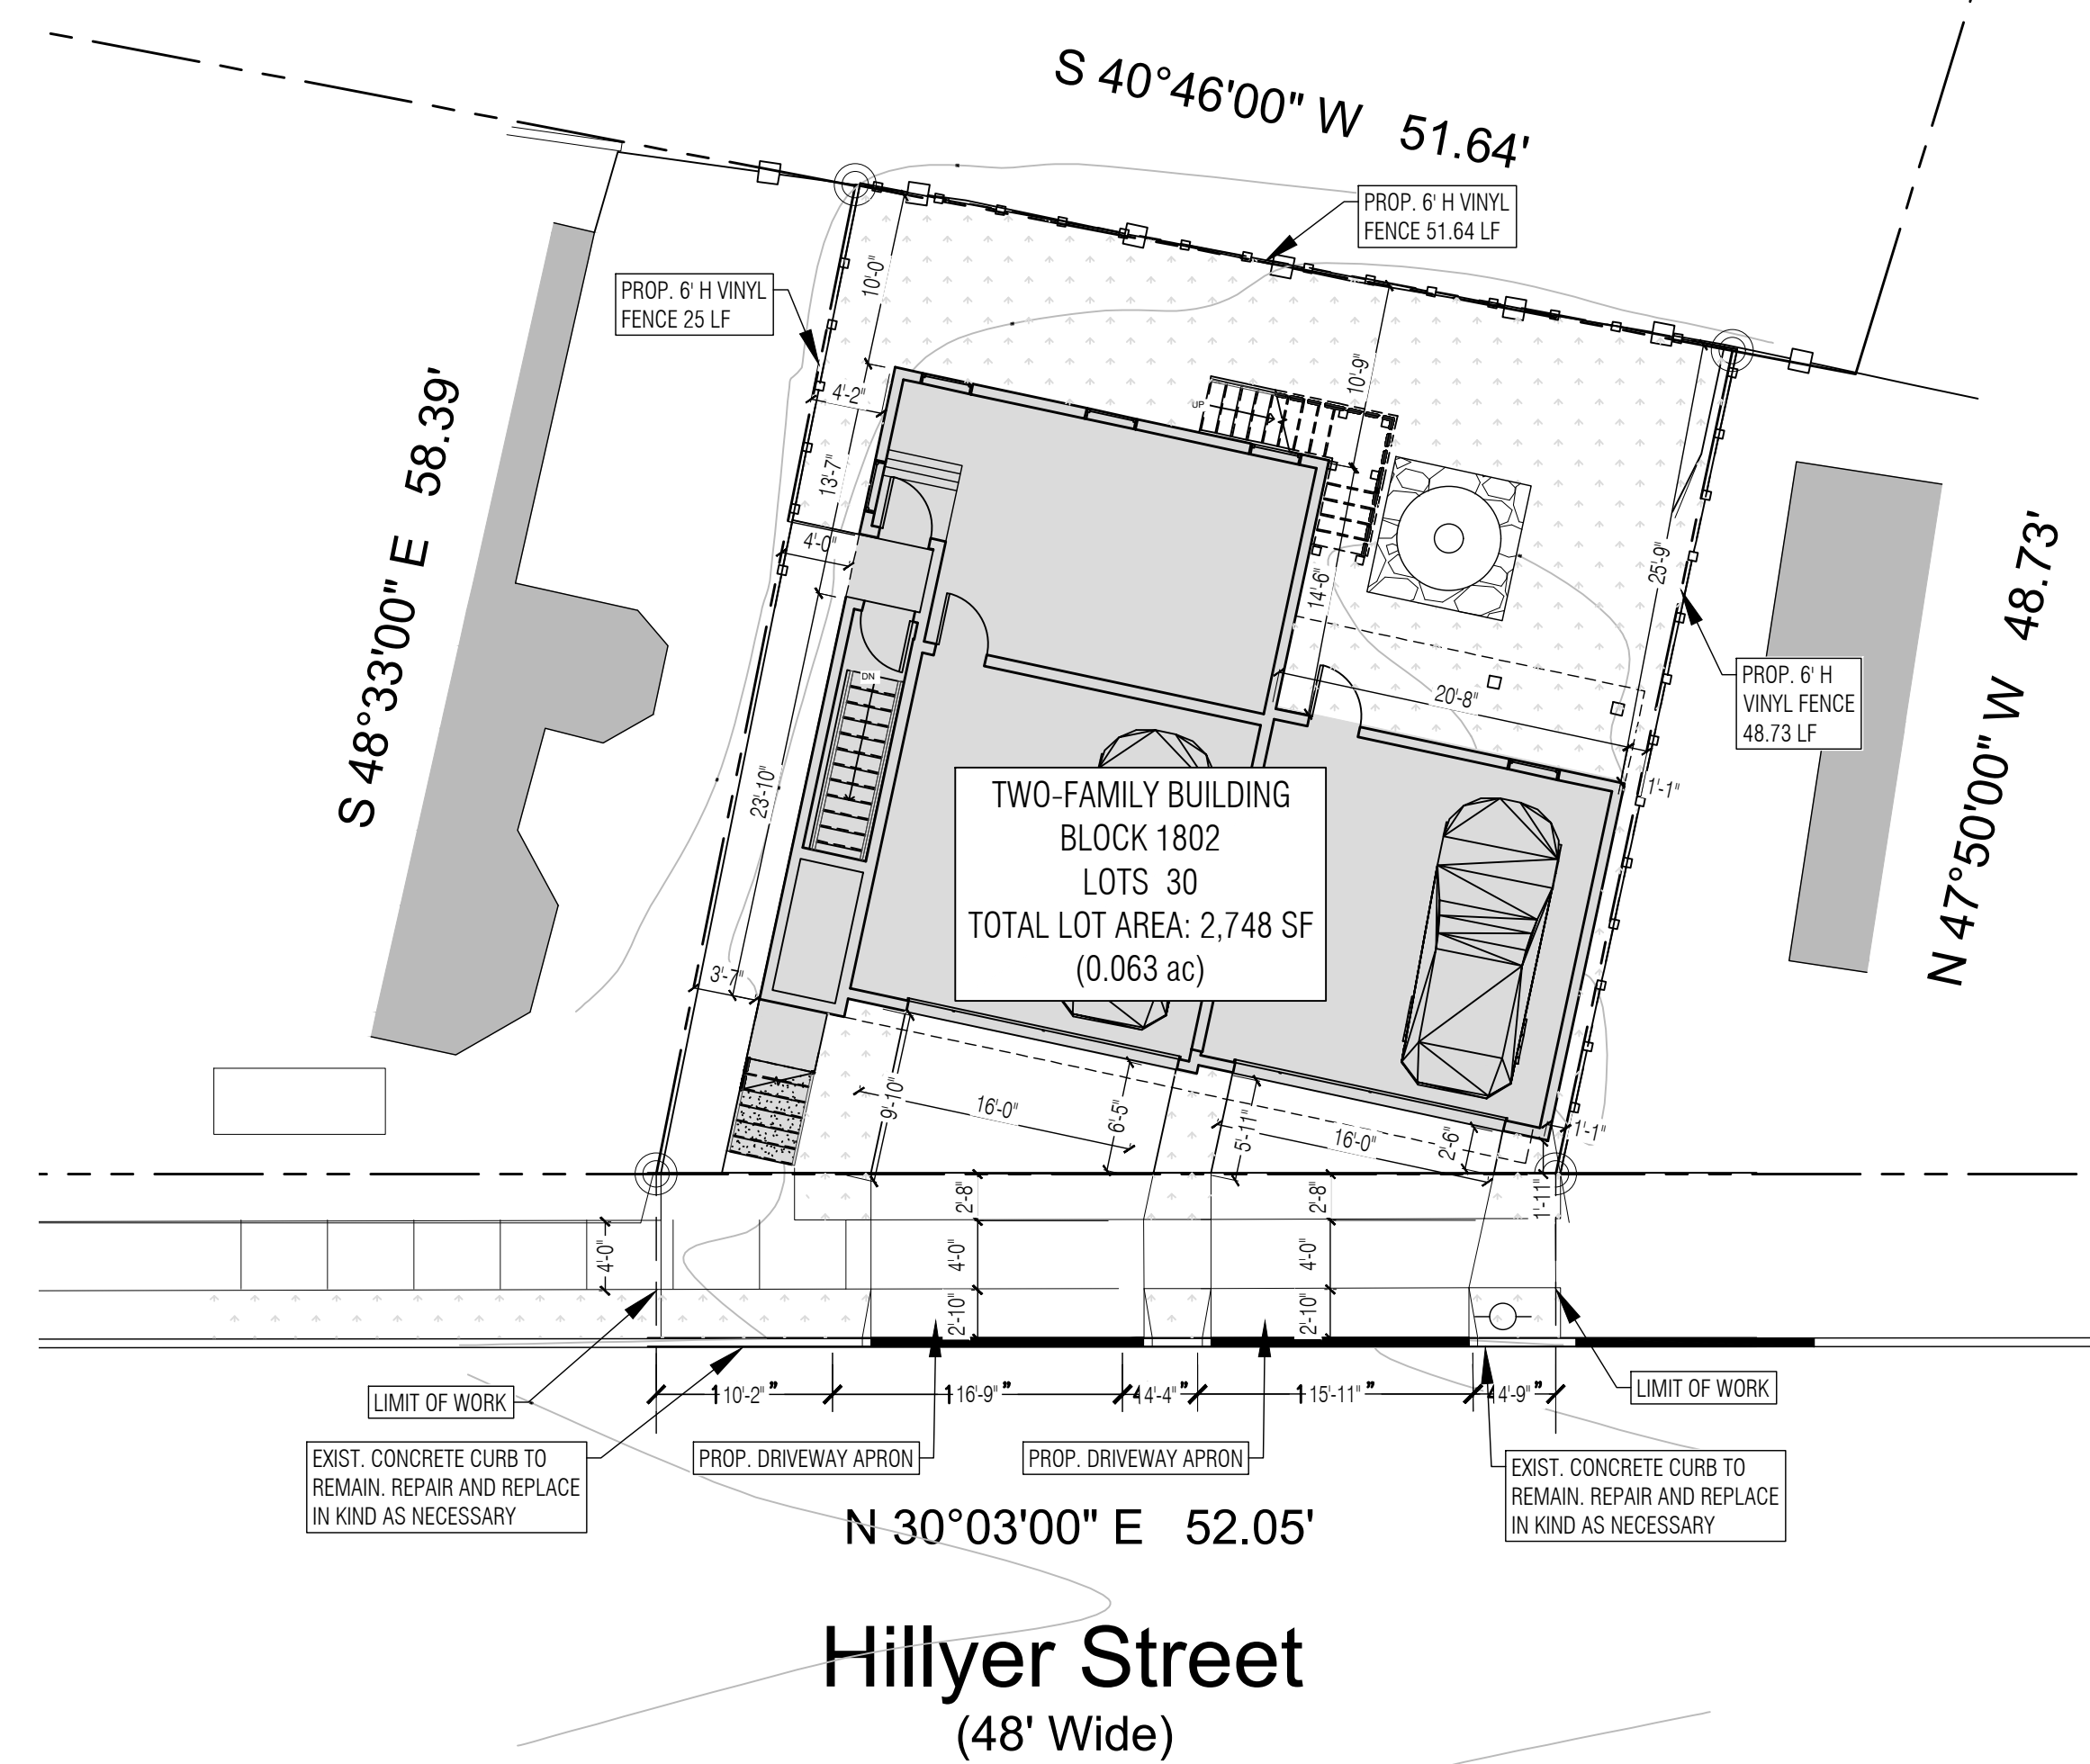 S 40°46'00" W 51.64'
PROP. 6' H VINYL
FENCE 51.64 LF
PROP. 6' H VINYL
FENCE 25 LF
10'-0"
10'-9"
4'-2"
UP
13'-7"
4'-0"
14'-6"
25'-9"
S 48°33'00" E 58.39'
N 47°50'00" W 48.73'
PROP. 6' H
VINYL FENCE
48.73 LF
DN
20'-8"
1'-1"
23'-10"
TWO-FAMILY BUILDING
BLOCK 1802
LOTS 30
TOTAL LOT AREA: 2,748 SF
(0.063 ac)
3'-7"
9'-10"
16'-0"
6'-5"
5'-11"
16'-0"
2'-6"
1'-1"
2'-8"
2'-8"
1'-11"
4'-0"
4'-0"
4'-0"
2'-10"
2'-10"
10'-2"
16'-9"
4'-4"
15'-11"
4'-9"
LIMIT OF WORK
LIMIT OF WORK
EXIST. CONCRETE CURB TO
REMAIN. REPAIR AND REPLACE
IN KIND AS NECESSARY
PROP. DRIVEWAY APRON
PROP. DRIVEWAY APRON
EXIST. CONCRETE CURB TO
REMAIN. REPAIR AND REPLACE
IN KIND AS NECESSARY
N 30°03'00" E 52.05'
Hillyer Street
(48' Wide)